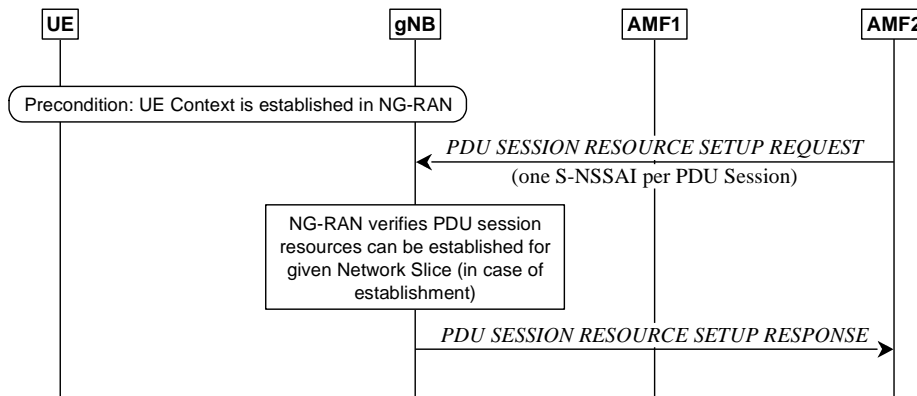 UE
gNB
AMF1
AMF2
Precondition: UE Context is established in NG-RAN
PDU SESSION RESOURCE SETUP REQUEST
(one S-NSSAI per PDU Session)
NG-RAN verifies PDU session
resources can be established for
given Network Slice (in case of
establishment)
PDU SESSION RESOURCE SETUP RESPONSE